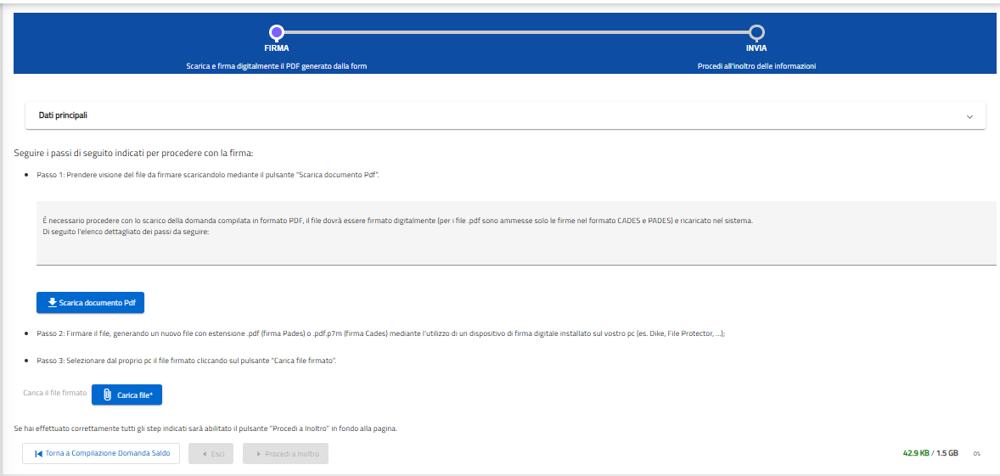 FIRMA
Scarica e firma digitalmente il PDF generato dalla form
INVIA
Procedi all'inoltro delle informazioni
Dati principali
Seguire i passi di seguito indicati per procedere con la firma:
Passo 1: Prendere visione del file da firmare scaricandolo mediante il pulsante "Scarica documento Pdf".
È necessario procedere con lo scarico della domanda compilata in formato PDF, il file dovrà essere firmato digitalmente (per i file .pdf sono ammesse solo le firme nel formato CADES e PADES) e ricaricato nel sistema.
Di seguito l'elenco dettagliato dei passi da seguire:
Scarica documento Pdf
Passo 2: Firmare il file, generando un nuovo file con estensione .pdf (firma Pades) o .pdf.p7m (firma Cades) mediante l'utilizzo di un dispositivo di firma digitale installato sul vostro pc (es. Dike, File Protector, ...);
Passo 3: Selezionare dal proprio pc il file firmato cliccando sul pulsante "Carica file firmato".
Carica il file firmato
Carica file*
Se hai effettuato correttamente tutti gli step indicati sarà abilitato il pulsante "Procedi a Inoltro" in fondo alla pagina.
Torna a Compilazione Domanda Saldo
Esci
Procedi a Inoltro
42.9 KB / 1.5 GB
0%